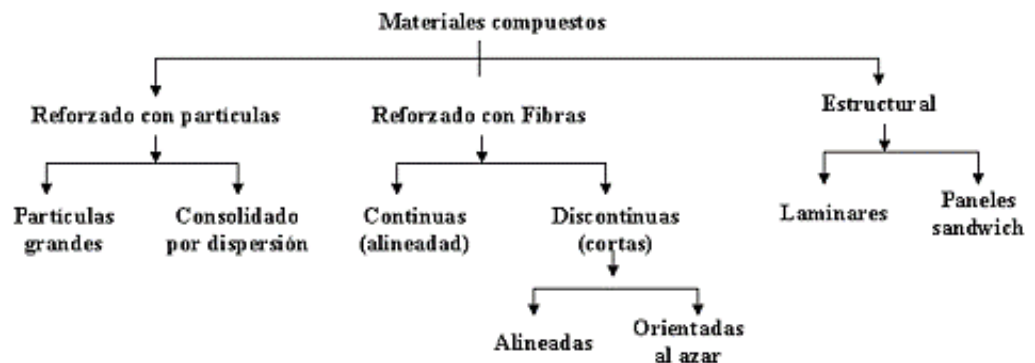 Materiales compuestos
Reforzado con partículas
Reforzado con Fibras
Estructural
Partículas
grandes
Consolidado
por dispersión
Continuas
(alineadad)
Discontinuas
(cortas)
Laminares
Paneles
sandwich
Alineadas
Orientadas
al azar